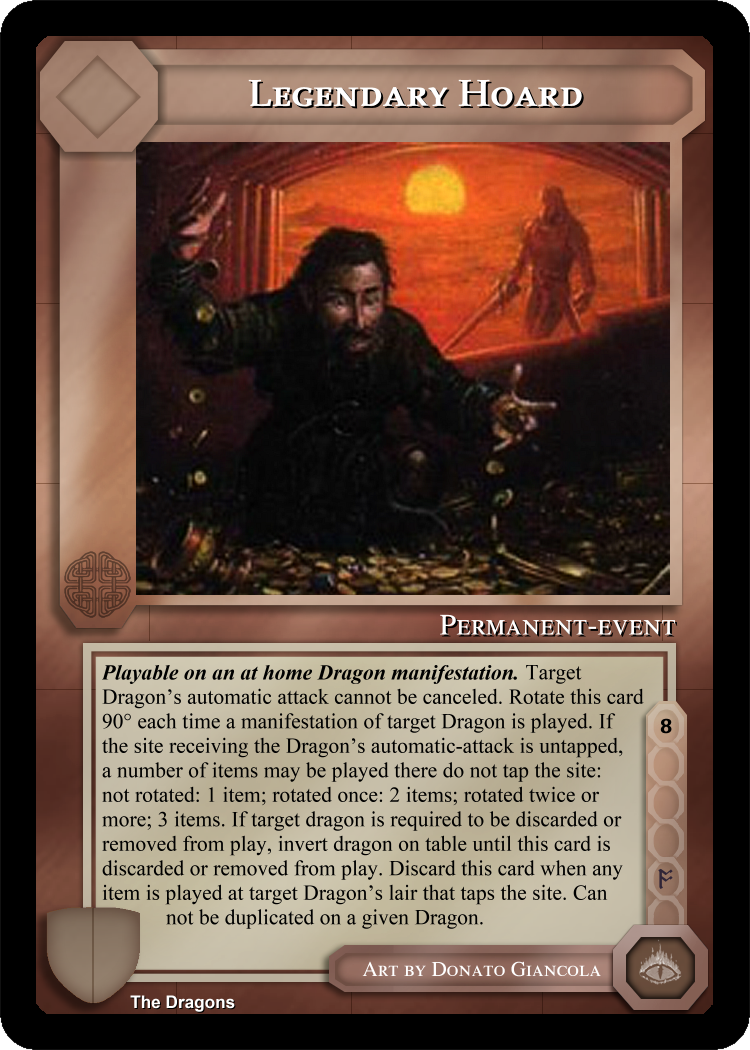 Legendary Hoard
Permanent-event
Playable on an at home Dragon manifestation. Target
Dragon's automatic attack cannot be canceled. Rotate this card
90° each time a manifestation of target Dragon is played. If
the site receiving the Dragon's automatic-attack is untapped,
a number of items may be played there do not tap the site:
not rotated: 1 item; rotated once: 2 items; rotated twice or
more; 3 items. If target dragon is required to be discarded or
removed from play, invert dragon on table until this card is
discarded or removed from play. Discard this card when any
item is played at target Dragon's lair that taps the site. Can
not be duplicated on a given Dragon.
8
ᚩ
Art by Donato Giancola
The Dragons